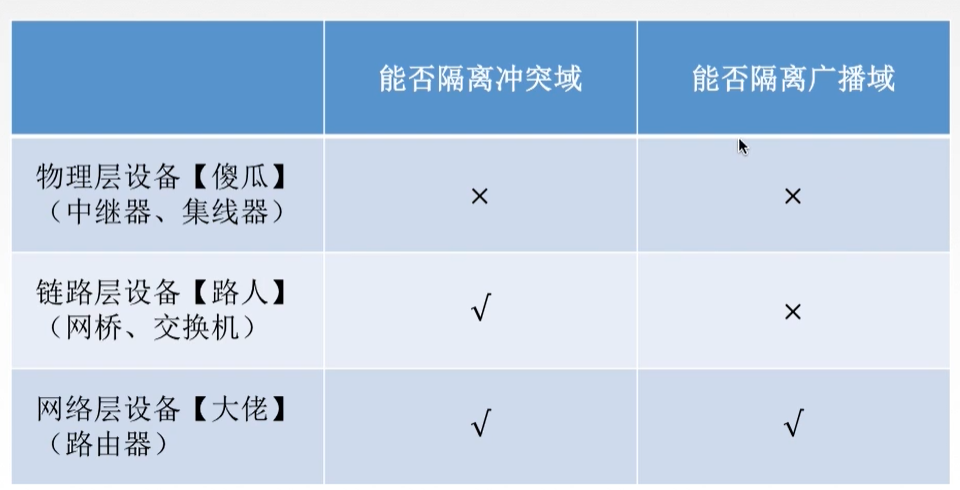 能否隔离冲突域
能否隔离广播域
物理层设备【傻瓜】
（中继器、集线器）
×
×
链路层设备【路人】
（网桥、交换机）
√
×
网络层设备【大佬】
（路由器）
√
√